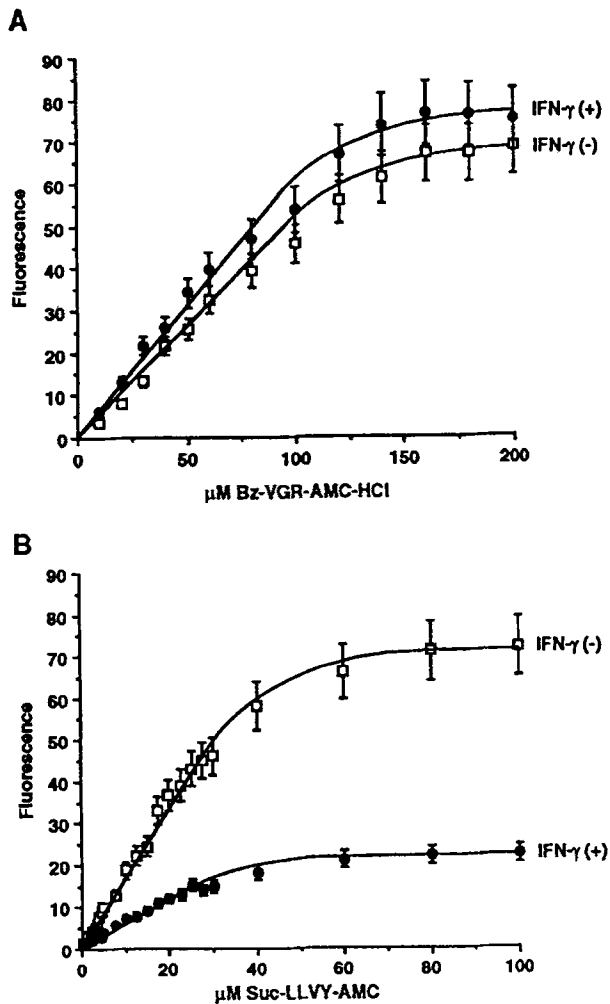 A
90
80
70
60
50
40
30
20
10
0
Fluorescence
IFN-γ (+)
IFN-γ (-)
0 50 100 150 200
μM Bz-VGR-AMC-HCl
B
90
80
70
60
50
40
30
20
10
0
Fluorescence
IFN-γ (-)
IFN-γ (+)
0 20 40 60 80 100
μM Suc-LLVY-AMC